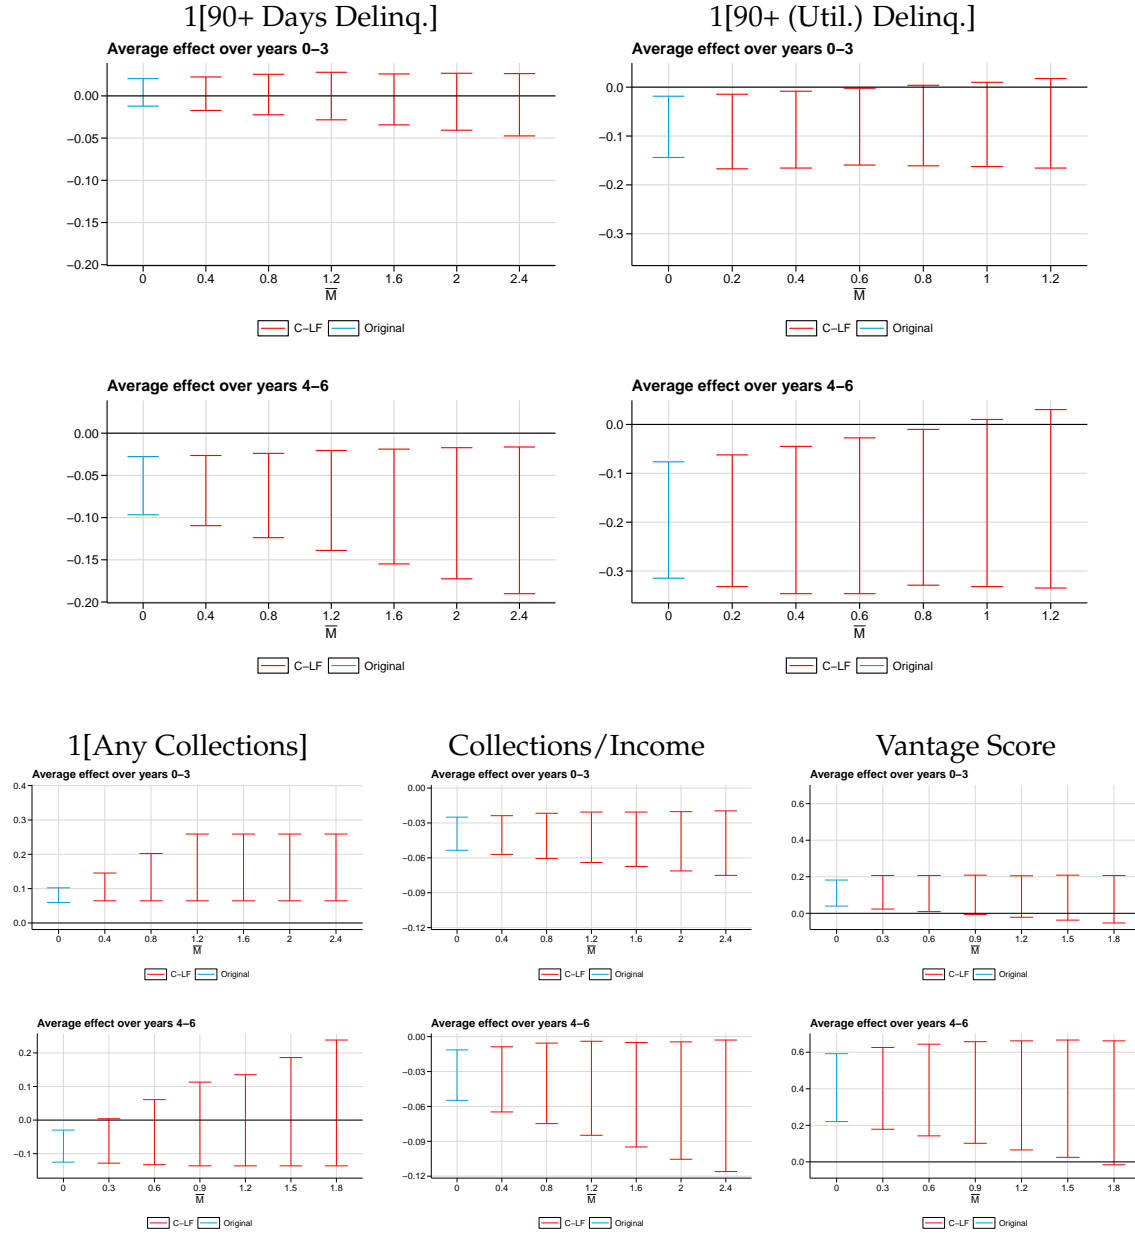 1[90+ Days Delinq.]
Average effect over years 0−3
0.00
−0.05
−0.10
−0.15
−0.20
0 0.4 0.8 1.2 1.6 2 2.4
M̅
C−LF Original
1[90+ (Util.) Delinq.]
Average effect over years 0−3
0.0
−0.1
−0.2
−0.3
0 0.2 0.4 0.6 0.8 1 1.2
M̅
C−LF Original
Average effect over years 4−6
0.00
−0.05
−0.10
−0.15
−0.20
0 0.4 0.8 1.2 1.6 2 2.4
M̅
C−LF Original
Average effect over years 4−6
0.0
−0.1
−0.2
−0.3
0 0.2 0.4 0.6 0.8 1 1.2
M̅
C−LF Original
1[Any Collections]
Average effect over years 0−3
0.4
0.3
0.2
0.1
0.0
0 0.4 0.8 1.2 1.6 2 2.4
M̅
C−LF Original
Collections/Income
Average effect over years 0−3
0.00
−0.03
−0.06
−0.09
−0.12
0 0.4 0.8 1.2 1.6 2 2.4
M̅
C−LF Original
Vantage Score
Average effect over years 0−3
0.6
0.4
0.2
0.0
0 0.3 0.6 0.9 1.2 1.5 1.8
M̅
C−LF Original
Average effect over years 4−6
0.2
0.1
0.0
−0.1
0 0.3 0.6 0.9 1.2 1.5 1.8
M̅
C−LF Original
Average effect over years 4−6
0.00
−0.03
−0.06
−0.09
−0.12
0 0.4 0.8 1.2 1.6 2 2.4
M̅
C−LF Original
Average effect over years 4−6
0.6
0.4
0.2
0.0
0 0.3 0.6 0.9 1.2 1.5 1.8
M̅
C−LF Original